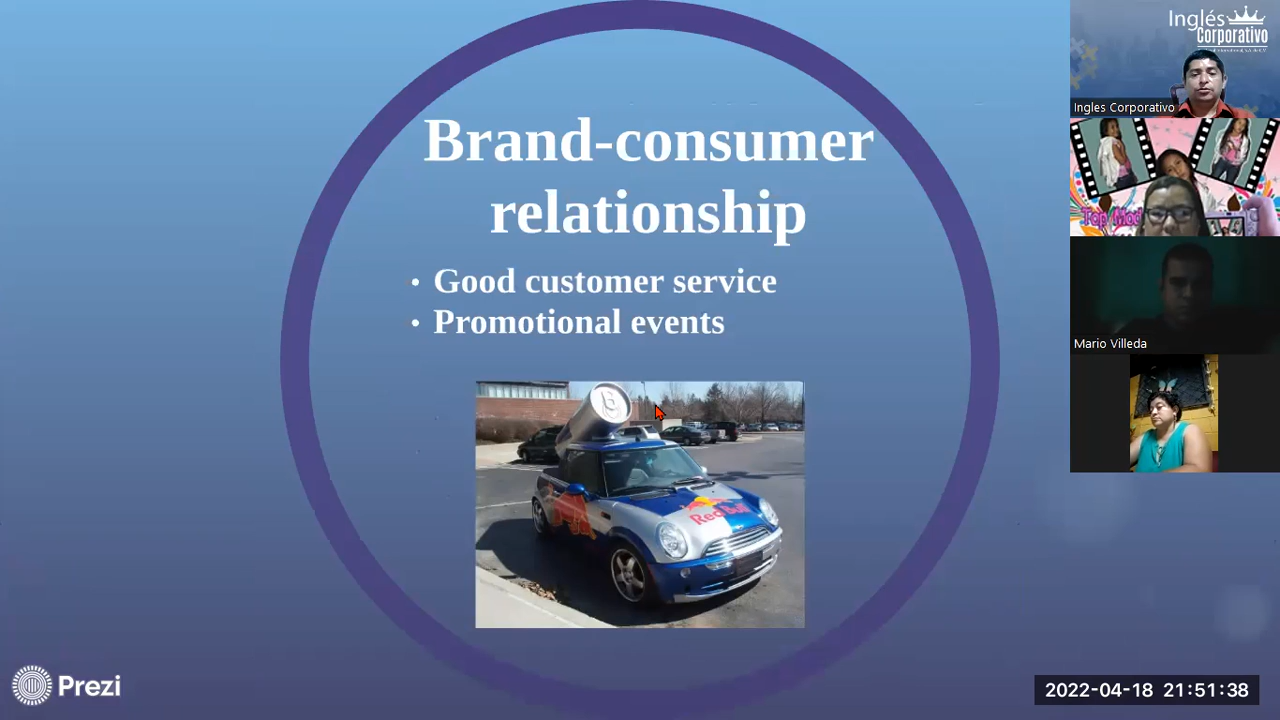 Brand-consumer
relationship
• Good customer service
• Promotional events
Red Bull
Prezi
Inglés
Corporativo
Ingles Corporativo
Top Mod
Mario Villeda
2022-04-18 21:51:38